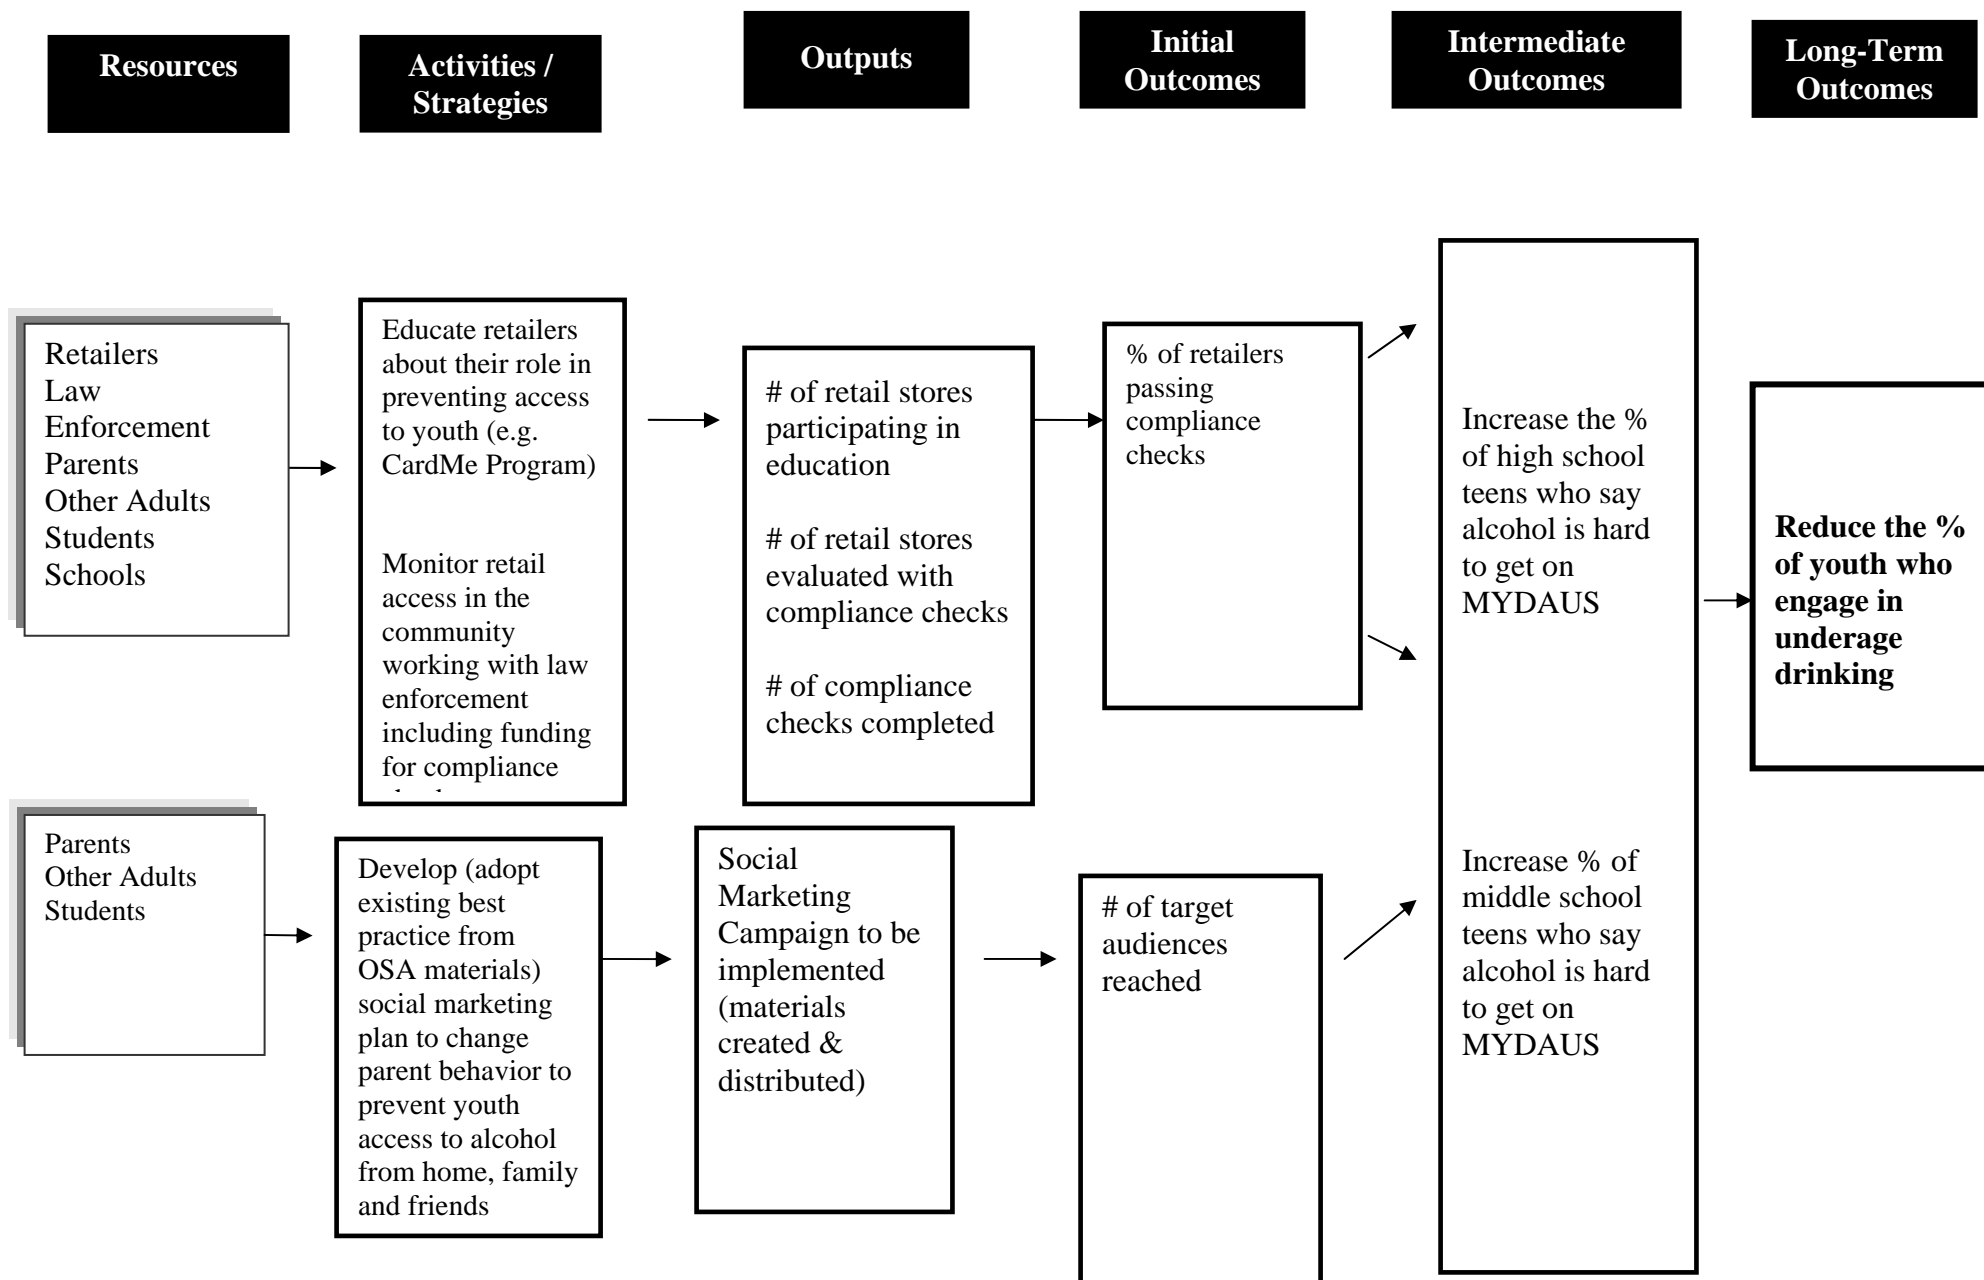 Resources
Activities /
Strategies
Outputs
Initial
Outcomes
Intermediate
Outcomes
Long-Term
Outcomes
Retailers
Law
Enforcement
Parents
Other Adults
Students
Schools
Educate retailers
about their role in
preventing access
to youth (e.g.
CardMe Program)
Monitor retail
access in the
community
working with law
enforcement
including funding
for compliance
# of retail stores
participating in
education
# of retail stores
evaluated with
compliance checks
# of compliance
checks completed
% of retailers
passing
compliance
checks
Increase the %
of high school
teens who say
alcohol is hard
to get on
MYDAUS
Reduce the %
of youth who
engage in
underage
drinking
Parents
Other Adults
Students
Develop (adopt
existing best
practice from
OSA materials)
social marketing
plan to change
parent behavior to
prevent youth
access to alcohol
from home, family
and friends
Social
Marketing
Campaign to be
implemented
(materials
created &
distributed)
# of target
audiences
reached
Increase % of
middle school
teens who say
alcohol is hard
to get on
MYDAUS